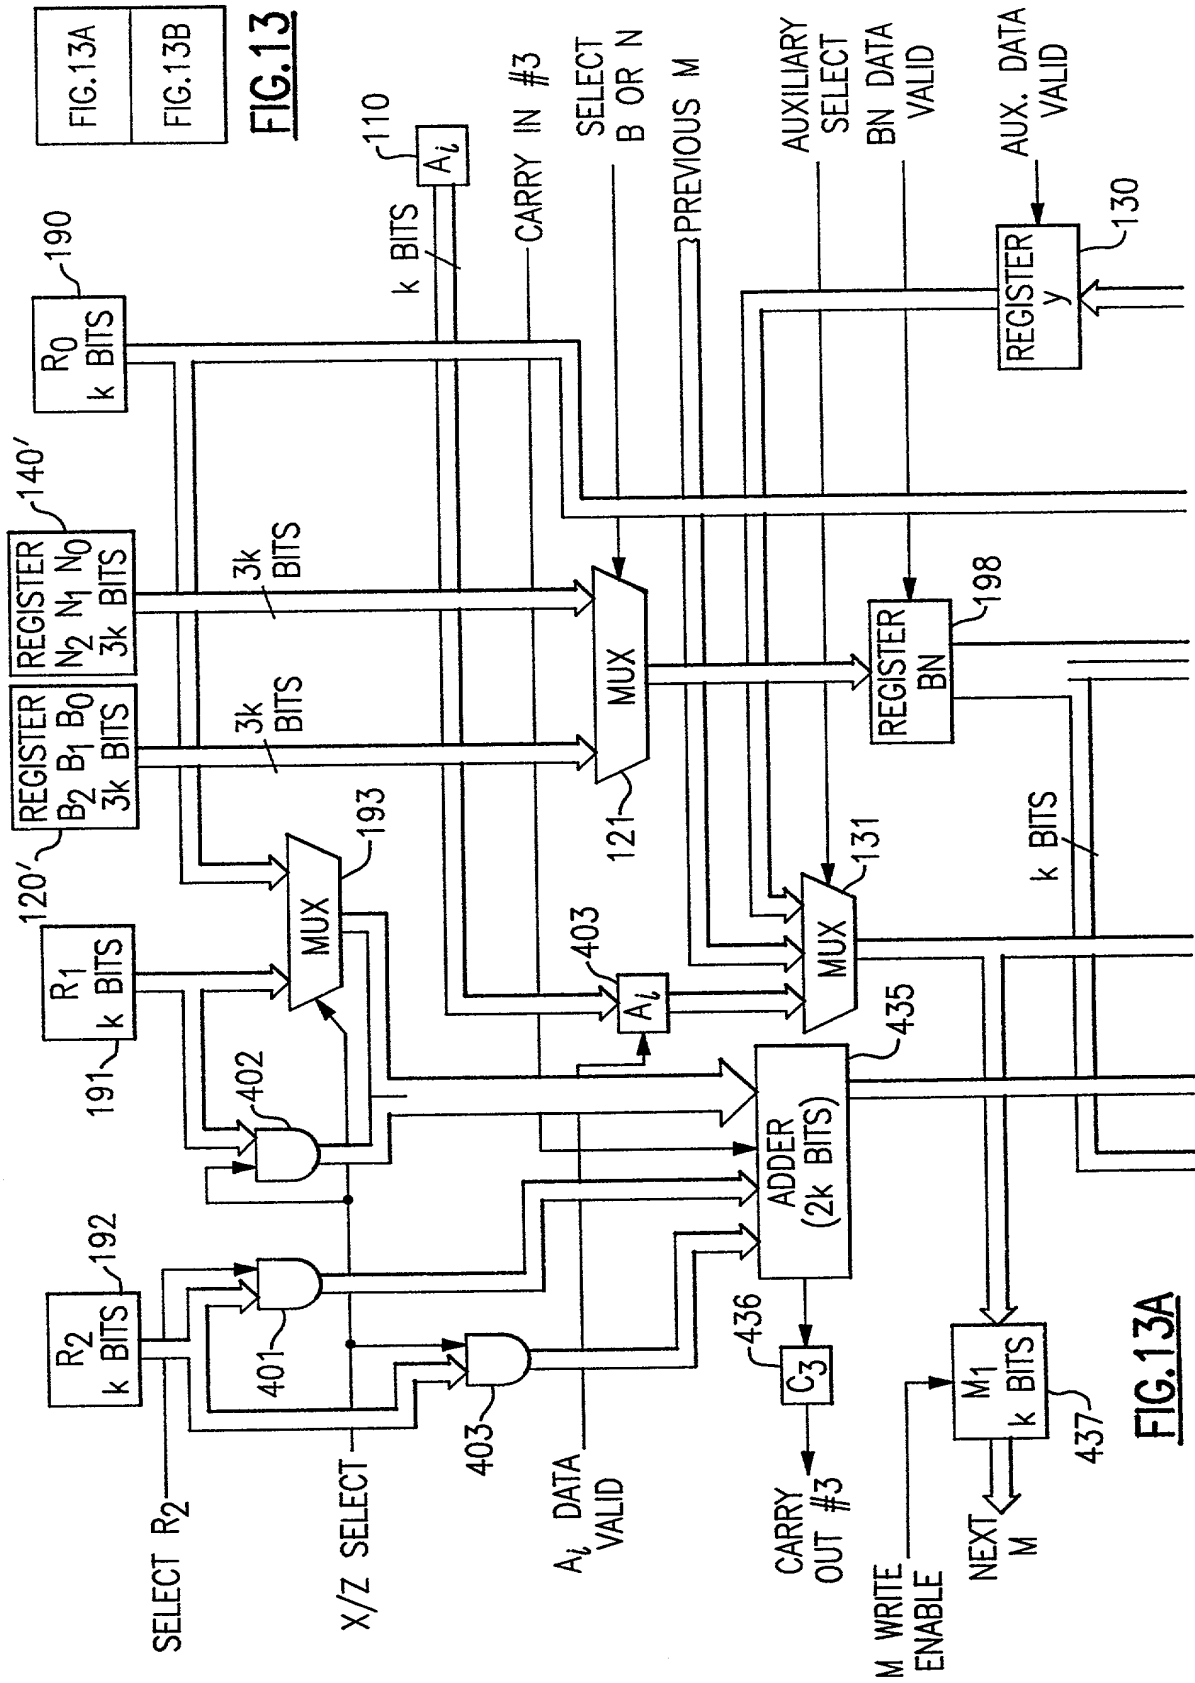 FIG.13A
FIG.13B
FIG.13
SELECT R2
R2
k BITS
192
R1
k BITS
191
120'
REGISTER
B2 B1 B0
3k BITS
REGISTER
N2 N1 N0
3k BITS
140'
R0
k BITS
190
401
402
MUX
193
X/Z SELECT
403
3k
BITS
3k
BITS
k BITS
Ai
110
CARRY IN #3
Ai DATA
VALID
SELECT
B OR N
MUX
121
Ai
403
PREVIOUS M
CARRY
OUT #3
C3
436
ADDER
(2k BITS)
435
MUX
131
AUXILIARY
SELECT
BN DATA
VALID
REGISTER
BN
198
M WRITE
ENABLE
NEXT
M
M1
k BITS
437
k BITS
REGISTER
y
130
AUX. DATA
VALID
FIG.13A